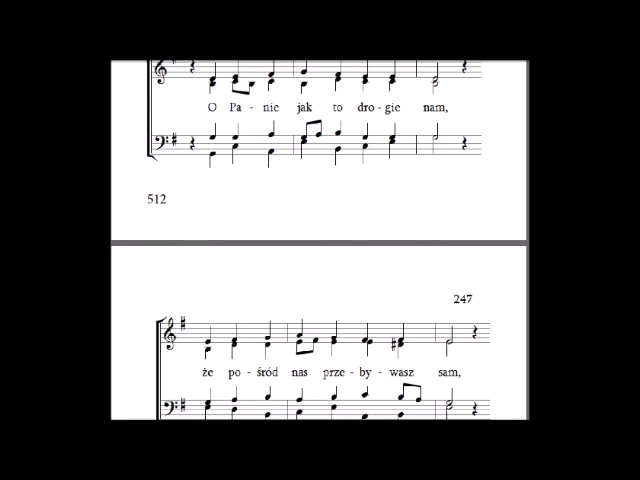 O Pa - nie jak to dro - gie nam,
512
247
że po - śród nas prze - by - wasz sam,